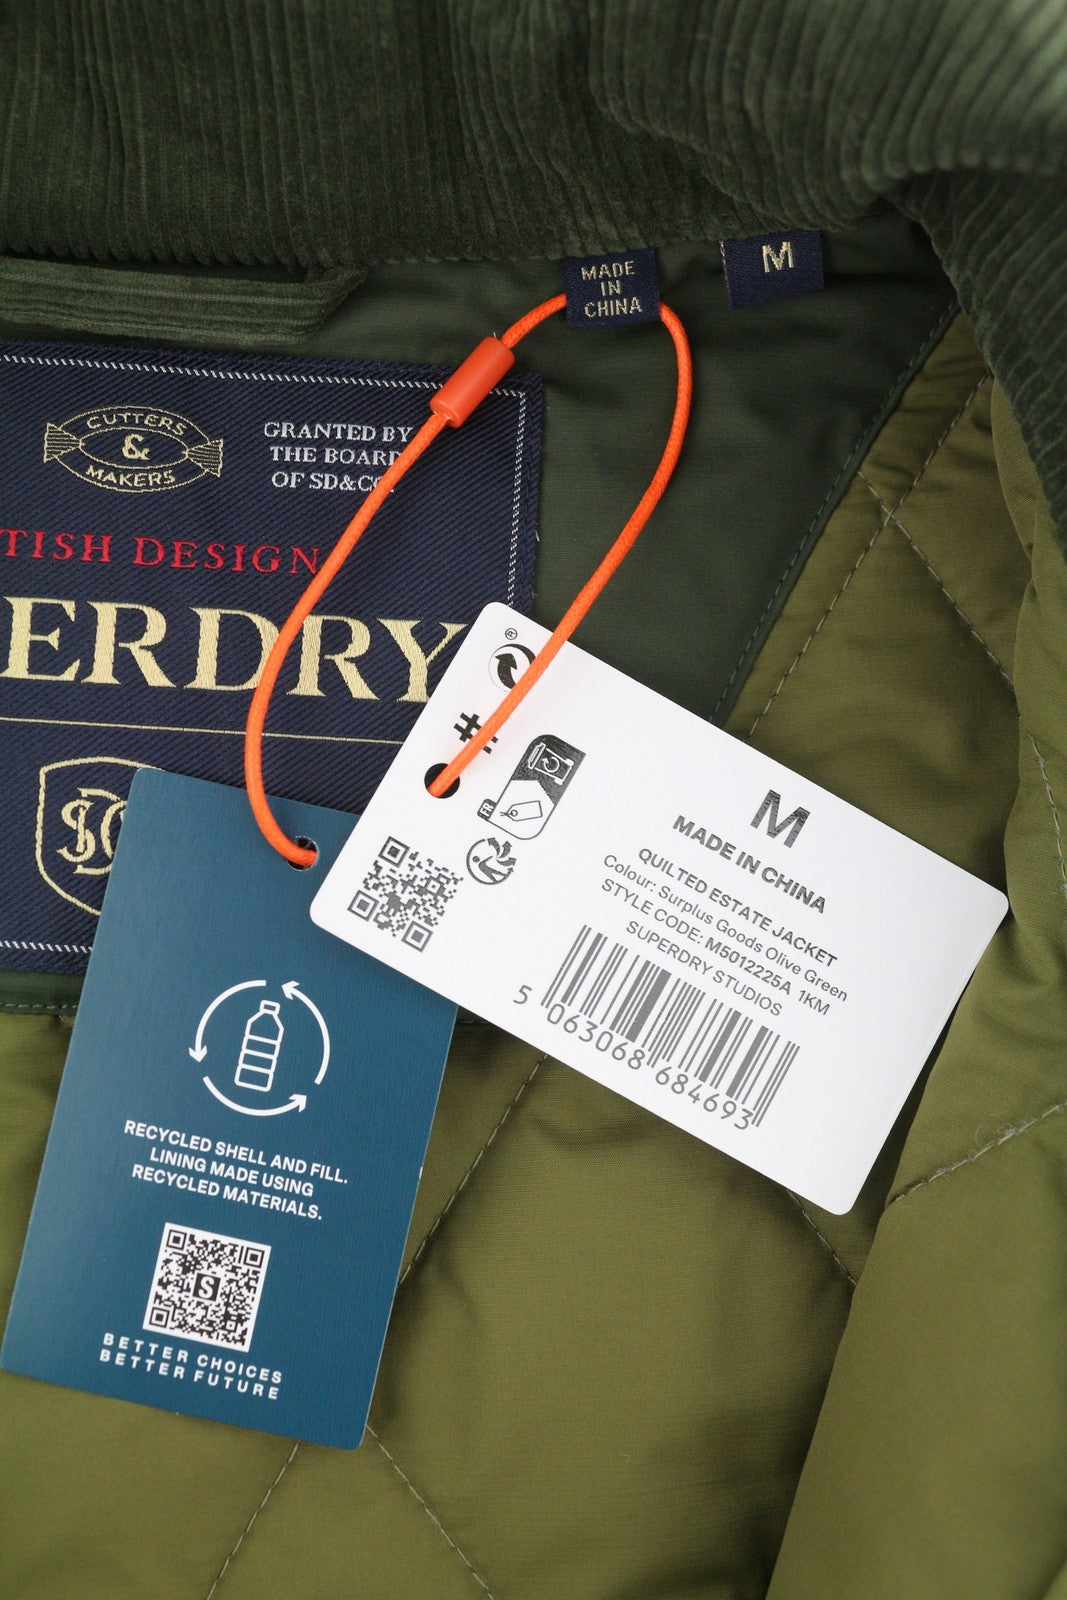 M
MADE
IN
CHINA
CUTTERS
&
MAKERS
GRANTED BY
THE BOARD
OF SD&CO.
TISH DESIGN
ERDRY
®
FR
M
MADE IN CHINA
QUILTED ESTATE JACKET
Colour: Surplus Goods Olive Green
STYLE CODE: M5012225A 1KM
SUPERDRY STUDIOS
5 063068 684693
RECYCLED SHELL AND FILL.
LINING MADE USING
RECYCLED MATERIALS.
S
BETTER CHOICES
BETTER FUTURE